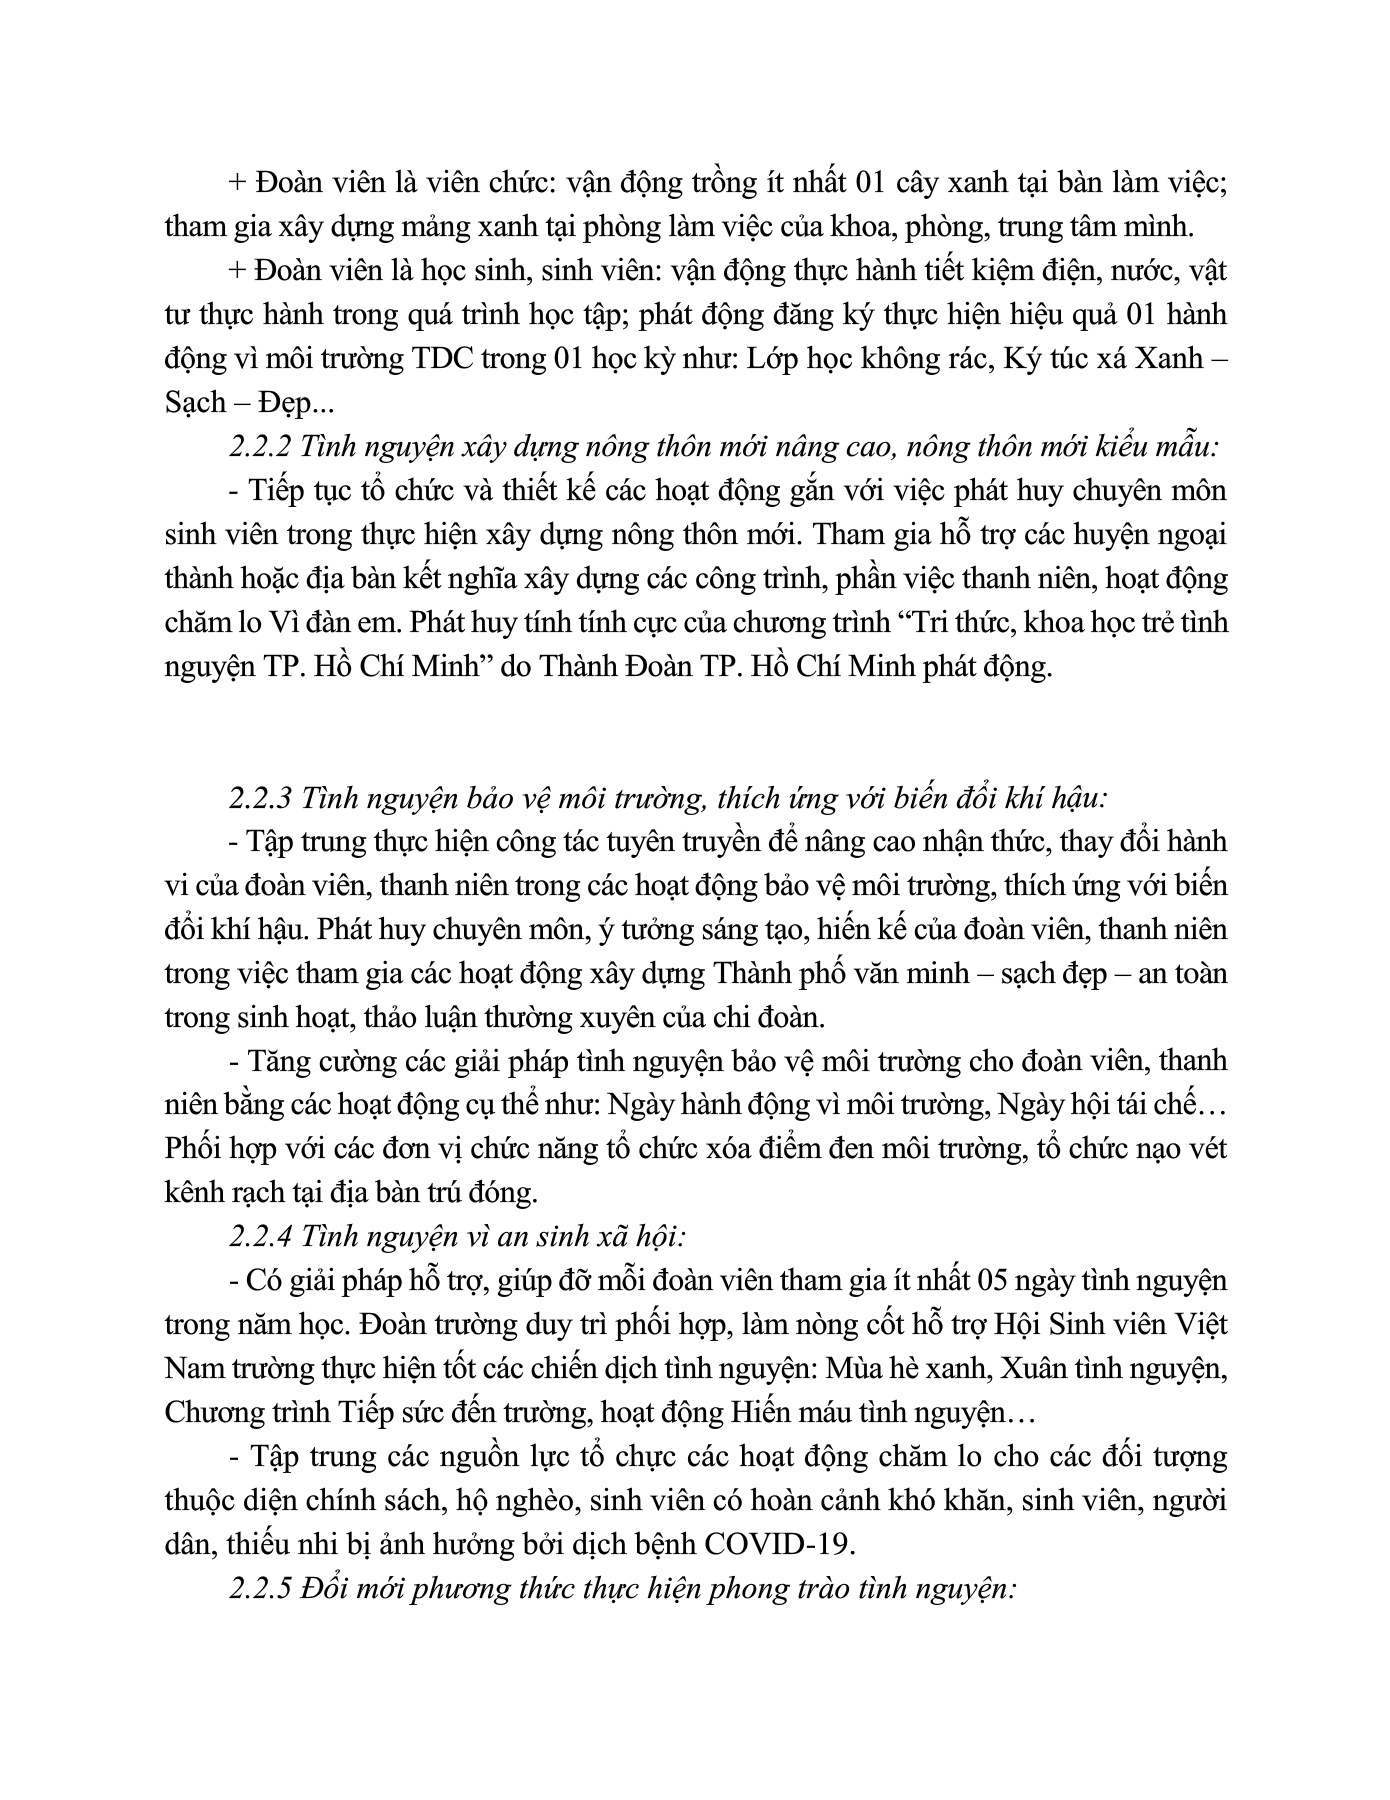 + Đoàn viên là viên chức: vận động trồng ít nhất 01 cây xanh tại bàn làm việc;
tham gia xây dựng mảng xanh tại phòng làm việc của khoa, phòng, trung tâm mình.
+ Đoàn viên là học sinh, sinh viên: vận động thực hành tiết kiệm điện, nước, vật
tư thực hành trong quá trình học tập; phát động đăng ký thực hiện hiệu quả 01 hành
động vì môi trường TDC trong 01 học kỳ như: Lớp học không rác, Ký túc xá Xanh –
Sạch – Đẹp...
2.2.2 Tình nguyện xây dựng nông thôn mới nâng cao, nông thôn mới kiểu mẫu:
- Tiếp tục tổ chức và thiết kế các hoạt động gắn với việc phát huy chuyên môn
sinh viên trong thực hiện xây dựng nông thôn mới. Tham gia hỗ trợ các huyện ngoại
thành hoặc địa bàn kết nghĩa xây dựng các công trình, phần việc thanh niên, hoạt động
chăm lo Vì đàn em. Phát huy tính tính cực của chương trình “Tri thức, khoa học trẻ tình
nguyện TP. Hồ Chí Minh” do Thành Đoàn TP. Hồ Chí Minh phát động.
2.2.3 Tình nguyện bảo vệ môi trường, thích ứng với biến đổi khí hậu:
- Tập trung thực hiện công tác tuyên truyền để nâng cao nhận thức, thay đổi hành
vi của đoàn viên, thanh niên trong các hoạt động bảo vệ môi trường, thích ứng với biến
đổi khí hậu. Phát huy chuyên môn, ý tưởng sáng tạo, hiến kế của đoàn viên, thanh niên
trong việc tham gia các hoạt động xây dựng Thành phố văn minh – sạch đẹp – an toàn
trong sinh hoạt, thảo luận thường xuyên của chi đoàn.
- Tăng cường các giải pháp tình nguyện bảo vệ môi trường cho đoàn viên, thanh
niên bằng các hoạt động cụ thể như: Ngày hành động vì môi trường, Ngày hội tái chế…
Phối hợp với các đơn vị chức năng tổ chức xóa điểm đen môi trường, tổ chức nạo vét
kênh rạch tại địa bàn trú đóng.
2.2.4 Tình nguyện vì an sinh xã hội:
- Có giải pháp hỗ trợ, giúp đỡ mỗi đoàn viên tham gia ít nhất 05 ngày tình nguyện
trong năm học. Đoàn trường duy trì phối hợp, làm nòng cốt hỗ trợ Hội Sinh viên Việt
Nam trường thực hiện tốt các chiến dịch tình nguyện: Mùa hè xanh, Xuân tình nguyện,
Chương trình Tiếp sức đến trường, hoạt động Hiến máu tình nguyện…
- Tập trung các nguồn lực tổ chực các hoạt động chăm lo cho các đối tượng
thuộc diện chính sách, hộ nghèo, sinh viên có hoàn cảnh khó khăn, sinh viên, người
dân, thiếu nhi bị ảnh hưởng bởi dịch bệnh COVID-19.
2.2.5 Đổi mới phương thức thực hiện phong trào tình nguyện: